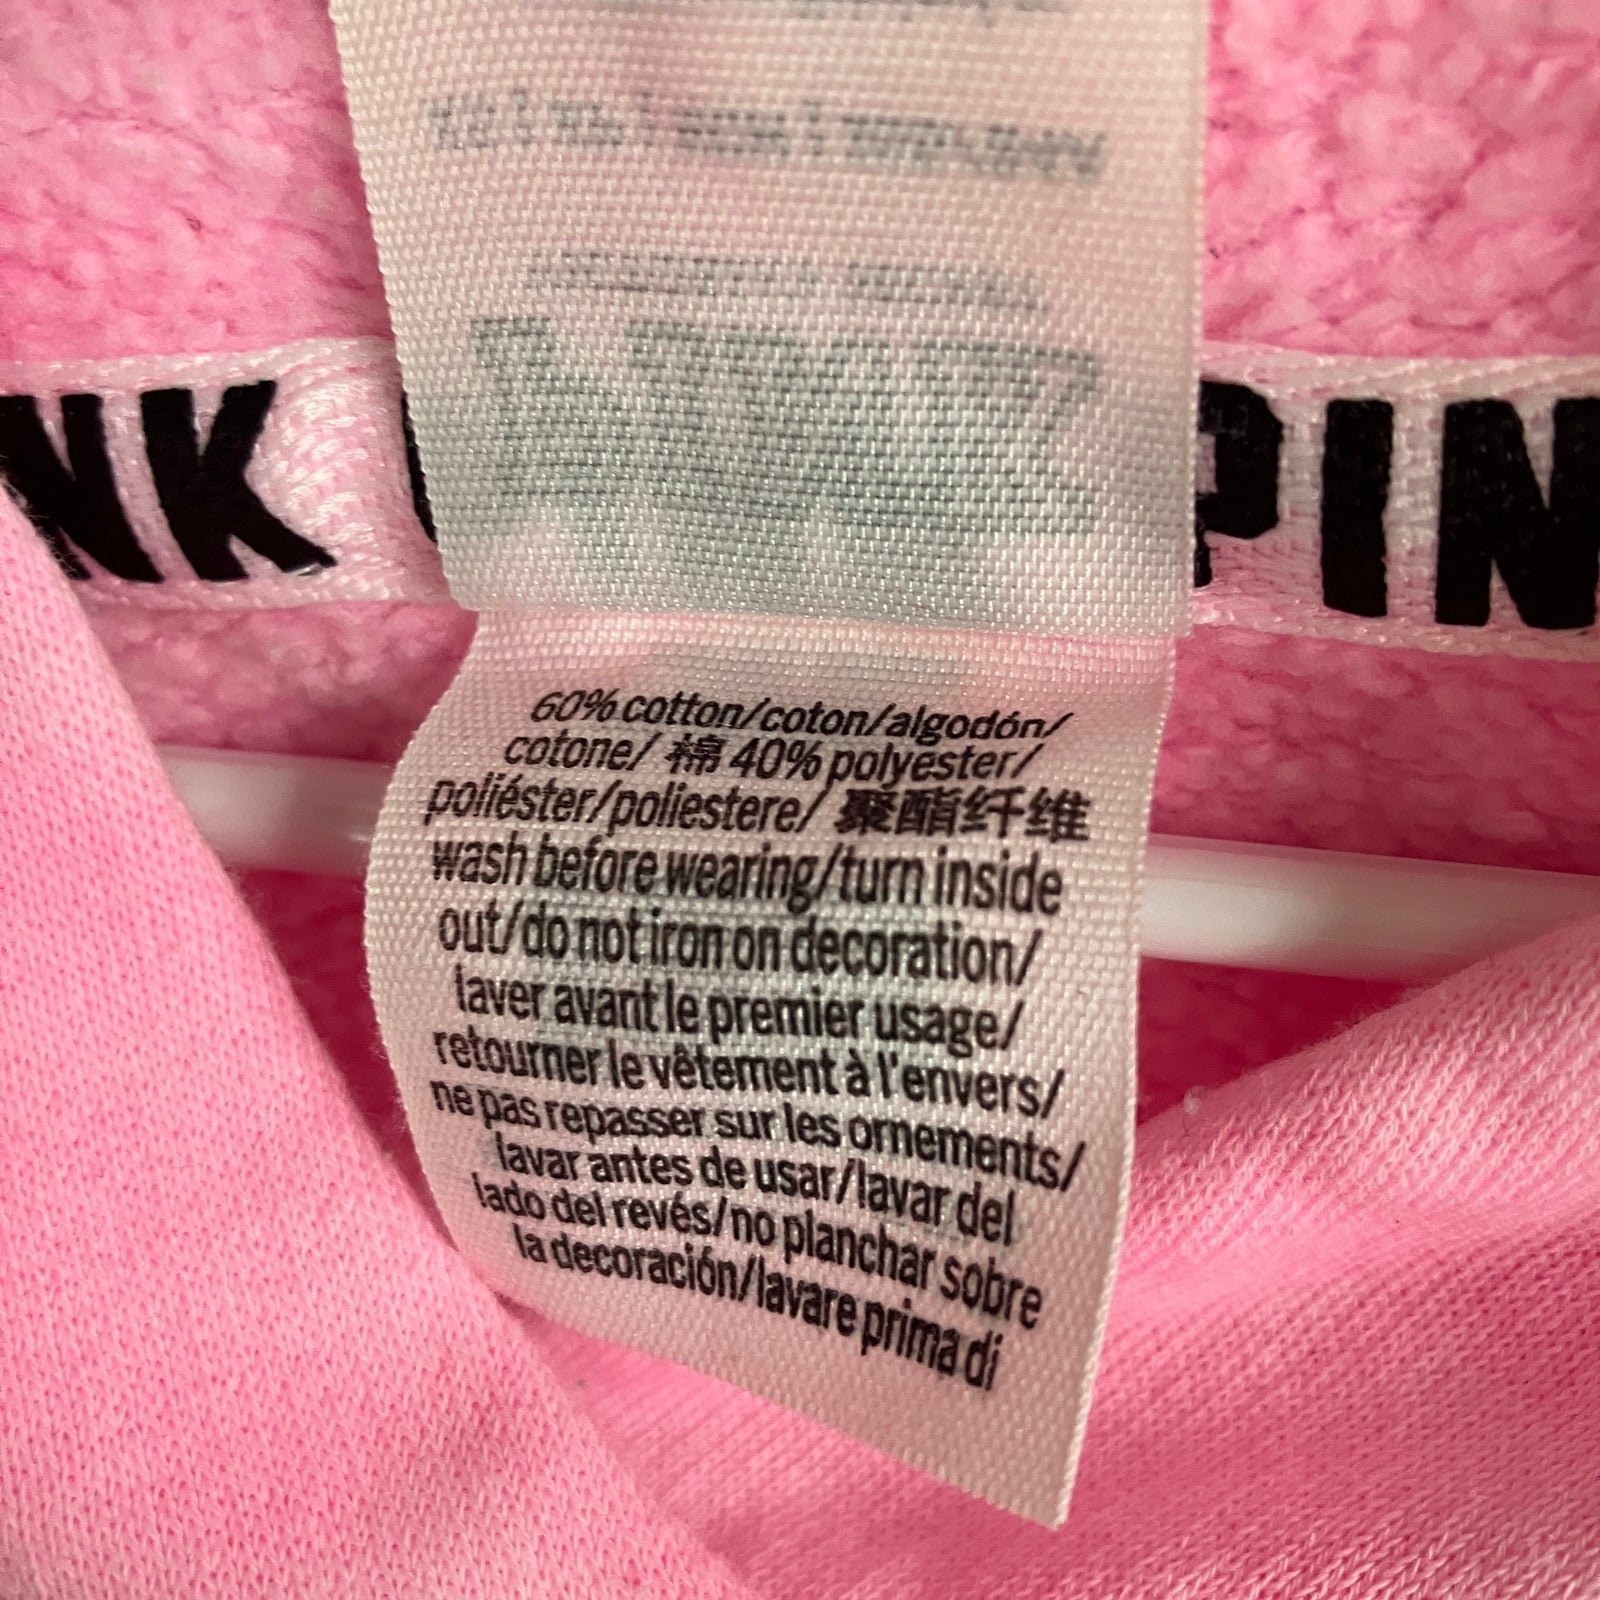 NK
PIN
60% cotton/coton/algodón/
cotone/ 棉 40% polyester/
poliéster/poliestere/ 聚酯纤维
wash before wearing/turn inside
out/do not iron on decoration/
laver avant le premier usage/
retourner le vêtement à l'envers/
ne pas repasser sur les ornements/
lavar antes de usar/lavar del
lado del revés/no planchar sobre
la decoración/lavare prima di